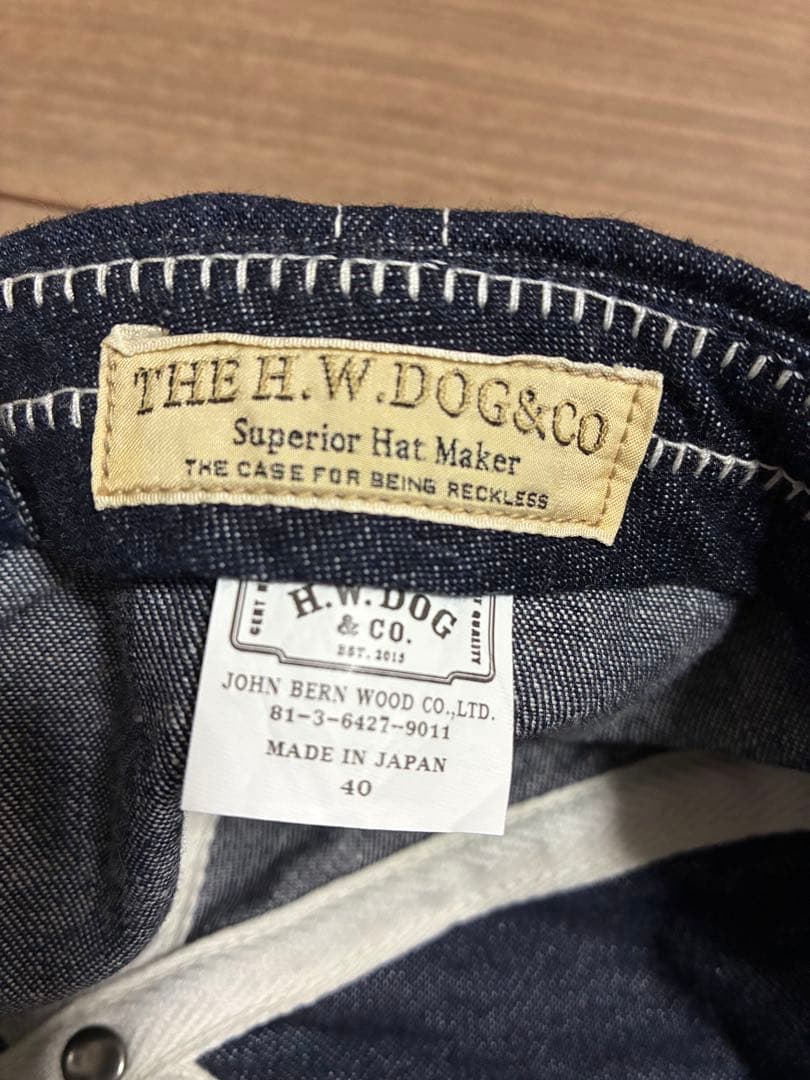 THE H.W.DOG&CO
Superior Hat Maker
THE CASE FOR BEING RECKLESS
H.W.DOG
& CO.
EST. 2015
QUALITY
JOHN BERN WOOD CO.,LTD.
81-3-6427-9011
MADE IN JAPAN
40